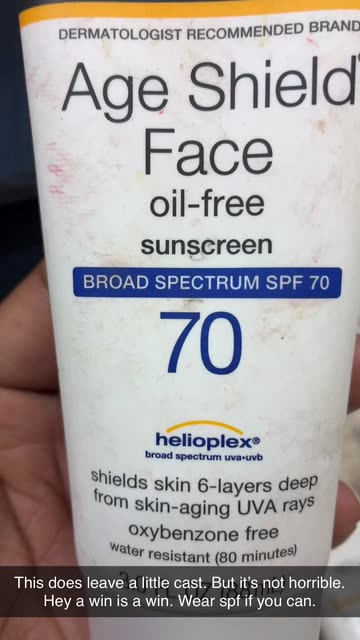 DERMATOLOGIST RECOMMENDED BRAND
Age Shield
Face
oil-free
sunscreen
BROAD SPECTRUM SPF 70
70
helioplex®
broad spectrum uva•uvb
shields skin 6-layers deep
from skin-aging UVA rays
oxybenzone free
water resistant (80 minutes)
This does leave a little cast. But it's not horrible.
Hey a win is a win. Wear spf if you can.